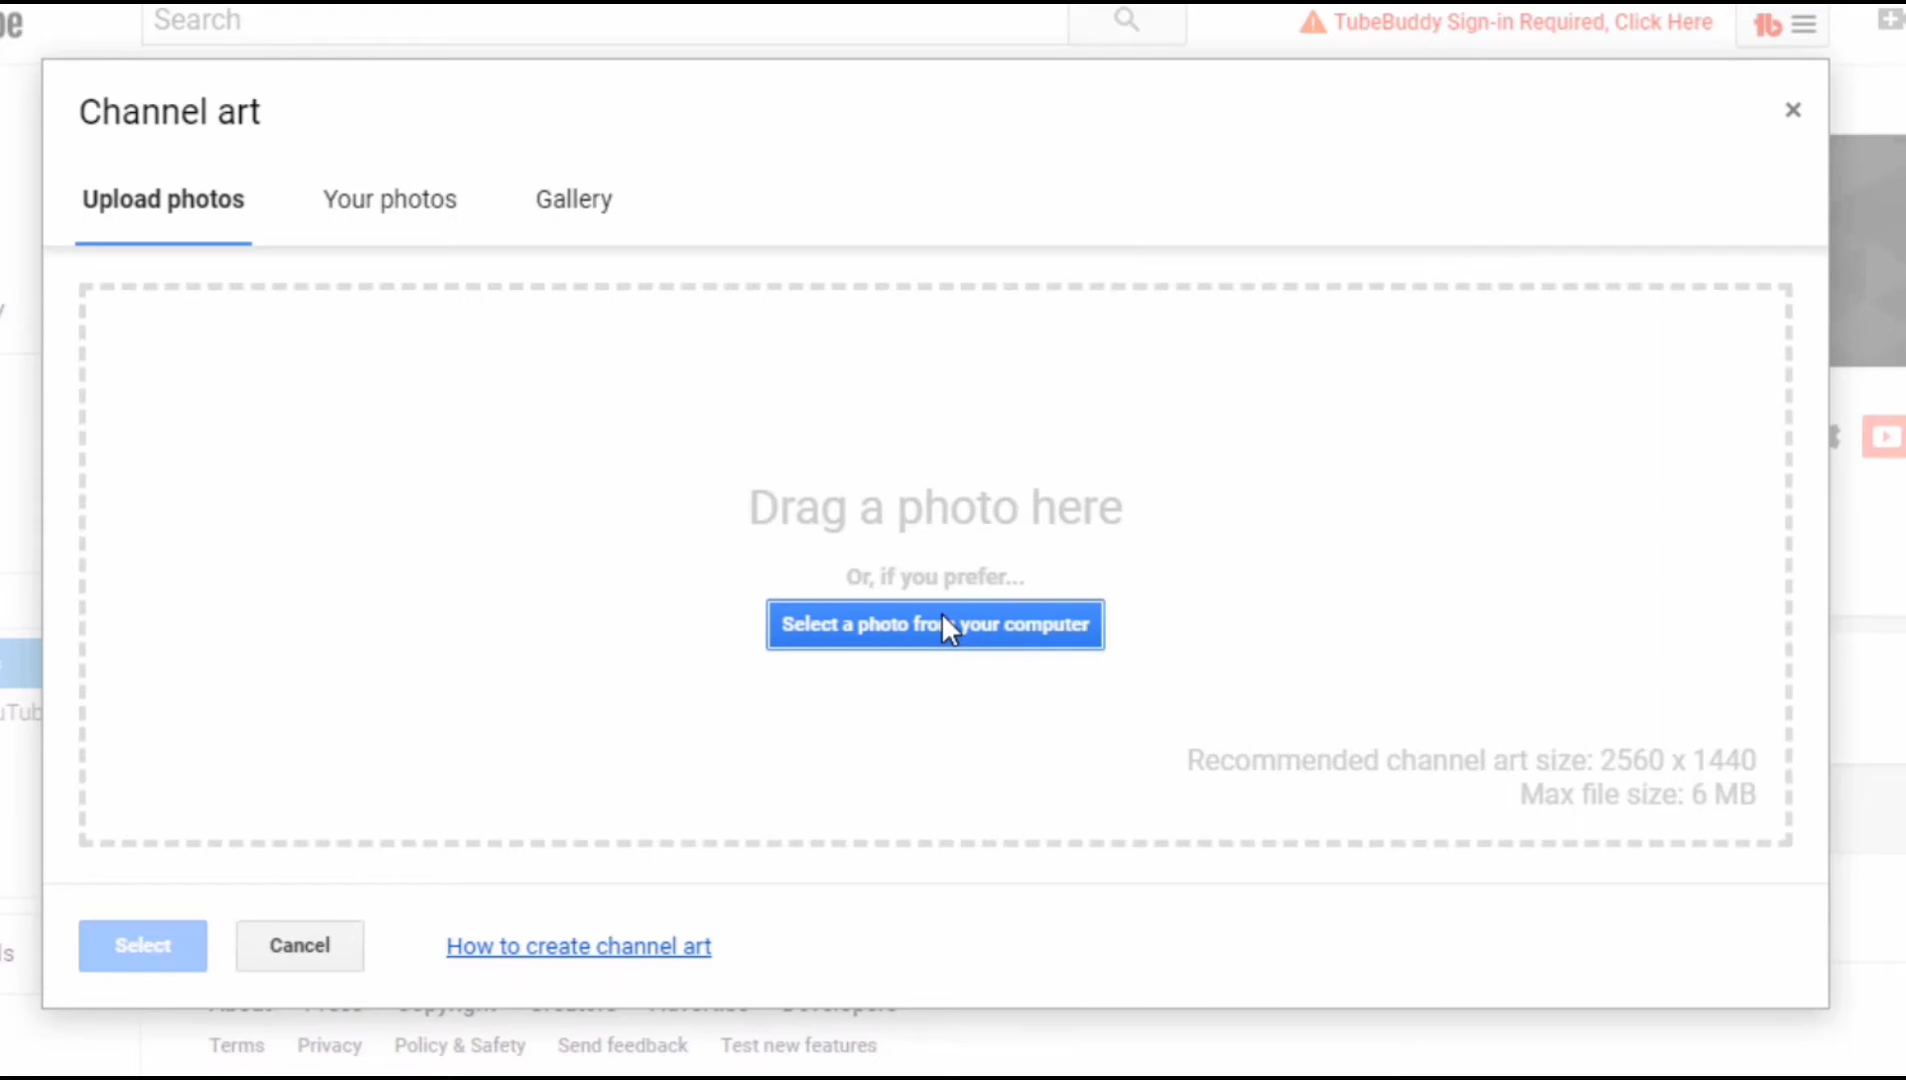 Search
TubeBuddy Sign-in Required, Click Here
Channel art
Upload photos
Your photos
Gallery
Drag a photo here
Or, if you prefer...
Select a photo from your computer
Recommended channel art size: 2560 x 1440
Max file size: 6 MB
Select
Cancel
How to create channel art
Terms
Privacy
Policy & Safety
Send feedback
Test new features